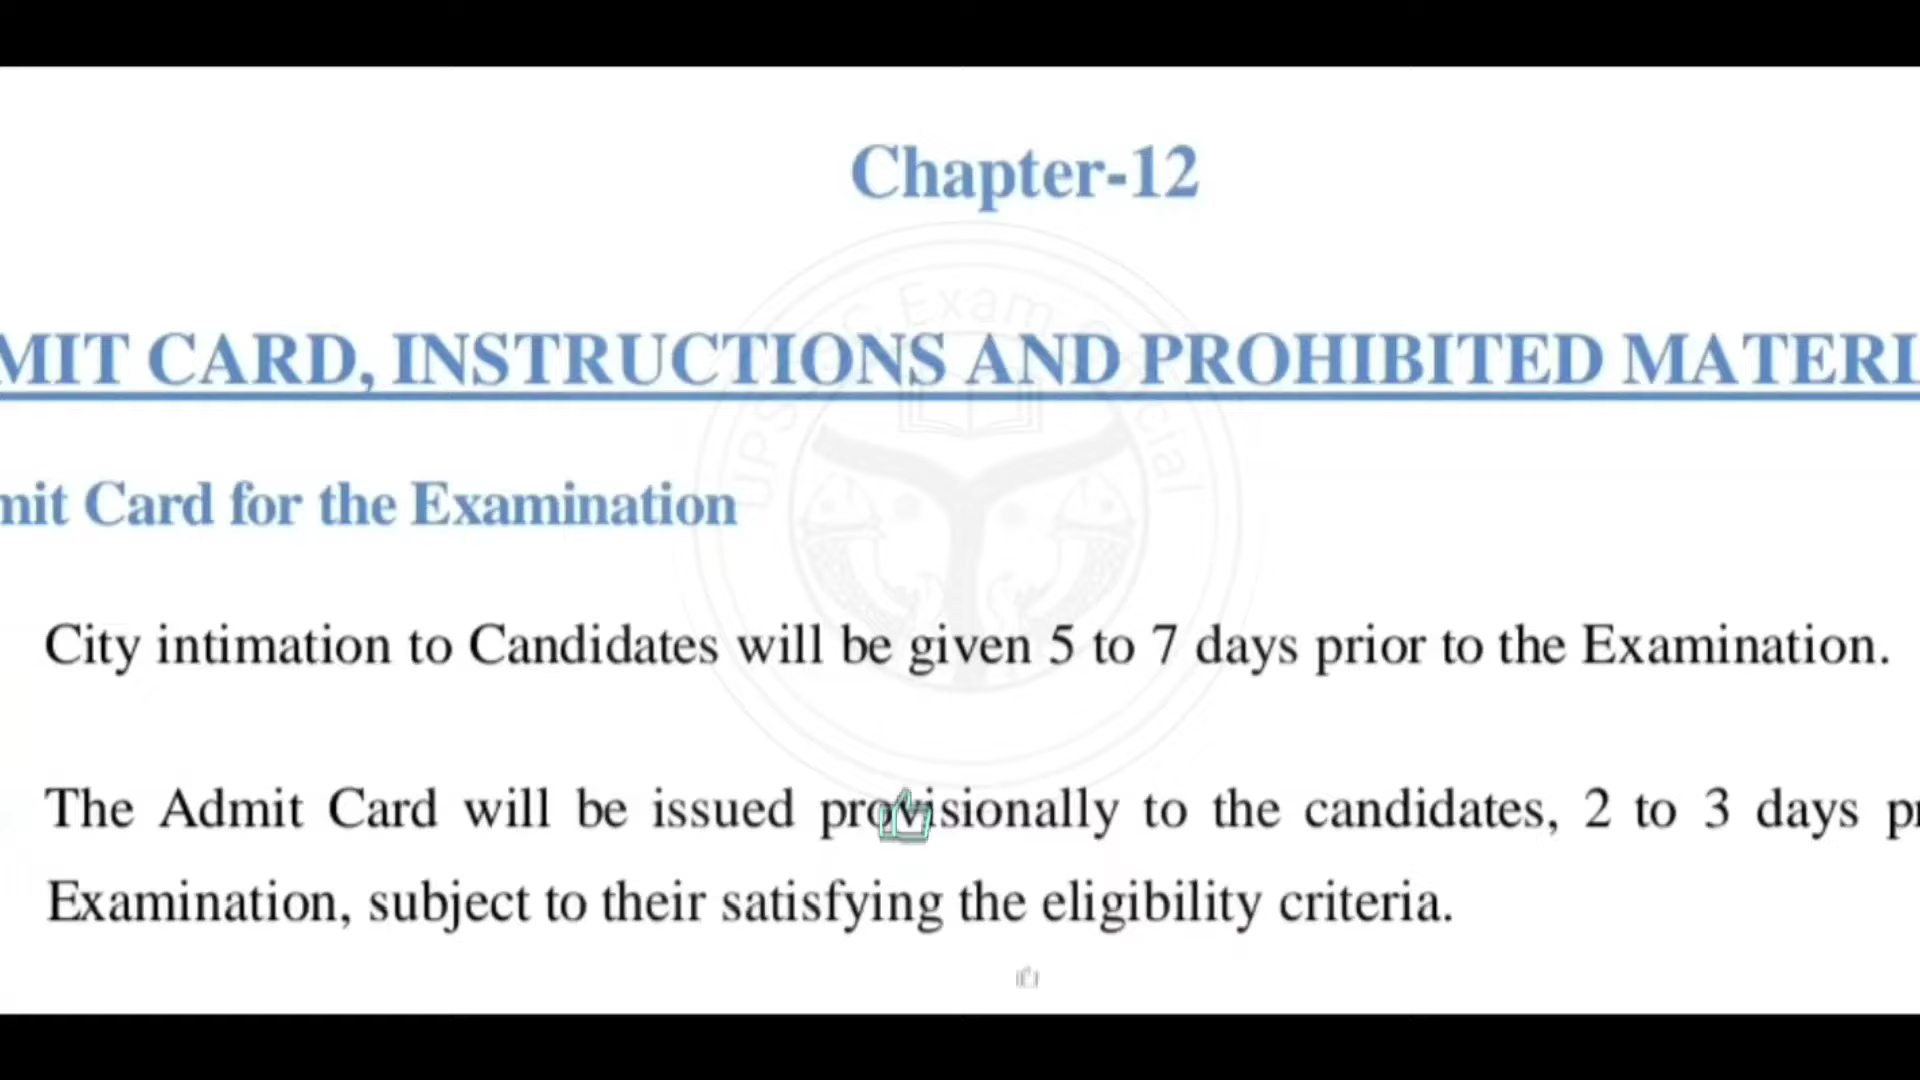 Chapter-12
MIT CARD, INSTRUCTIONS AND PROHIBITED MATERI
mit Card for the Examination
City intimation to Candidates will be given 5 to 7 days prior to the Examination.
The Admit Card will be issued provisionally to the candidates, 2 to 3 days pr
Examination, subject to their satisfying the eligibility criteria.